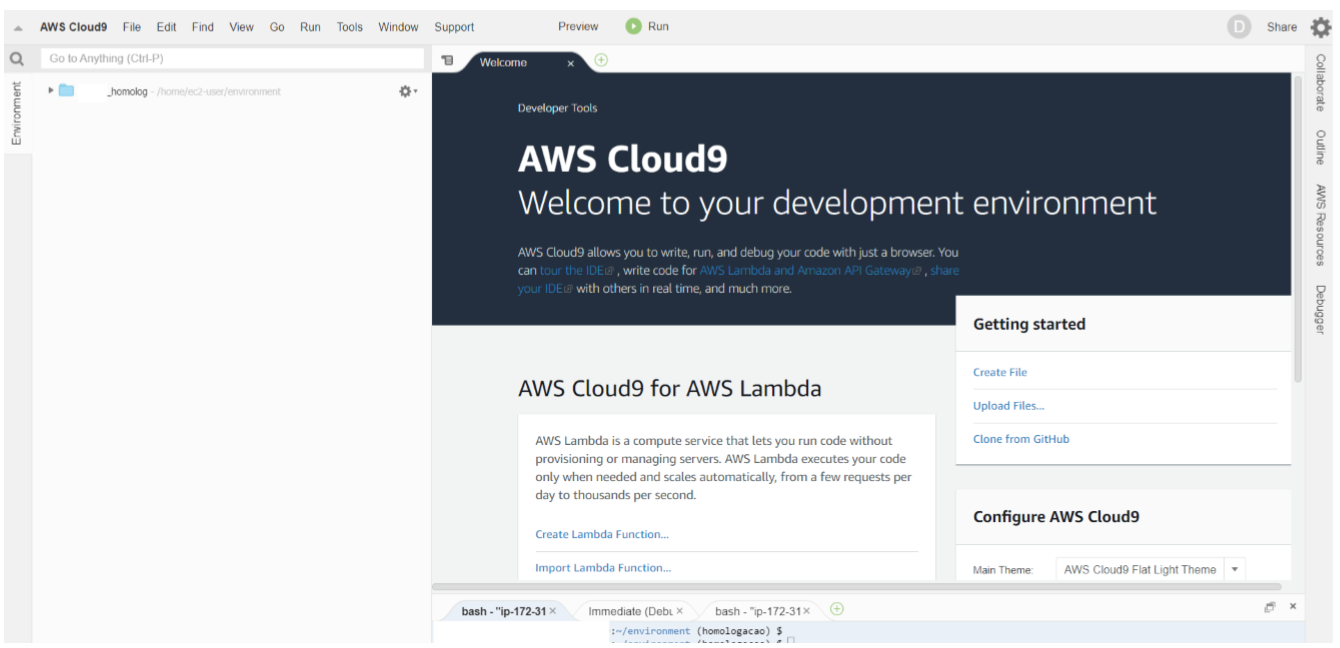 AWS Cloud9 File Edit Find View Go Run Tools Window Support Preview Run D Share
Go to Anything (Ctrl-P)
Environment
_homolog - /home/ec2-user/environment
Welcome ×
Developer Tools
AWS Cloud9
Welcome to your development environment
AWS Cloud9 allows you to write, run, and debug your code with just a browser. You
can tour the IDE , write code for AWS Lambda and Amazon API Gateway , share
your IDE with others in real time, and much more.
Getting started
Create File
Upload Files...
Clone from GitHub
AWS Cloud9 for AWS Lambda
AWS Lambda is a compute service that lets you run code without
provisioning or managing servers. AWS Lambda executes your code
only when needed and scales automatically, from a few requests per
day to thousands per second.
Create Lambda Function...
Import Lambda Function...
Configure AWS Cloud9
Main Theme: AWS Cloud9 Flat Light Theme
Collaborate
Outline
AWS Resources
Debugger
bash - "ip-172-31 × Immediate (Debu × bash - "ip-172-31 ×
:~/environment (homologacao) $